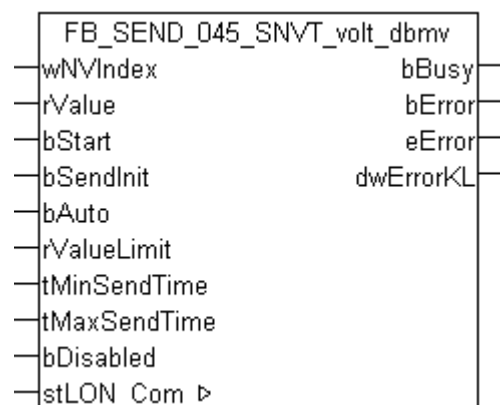 FB_SEND_045_SNVT_volt_dbmv
wNVIndex bBusy
rValue bError
bStart eError
bSendInit dwErrorKL
bAuto
rValueLimit
tMinSendTime
tMaxSendTime
bDisabled
stLON_Com ▷